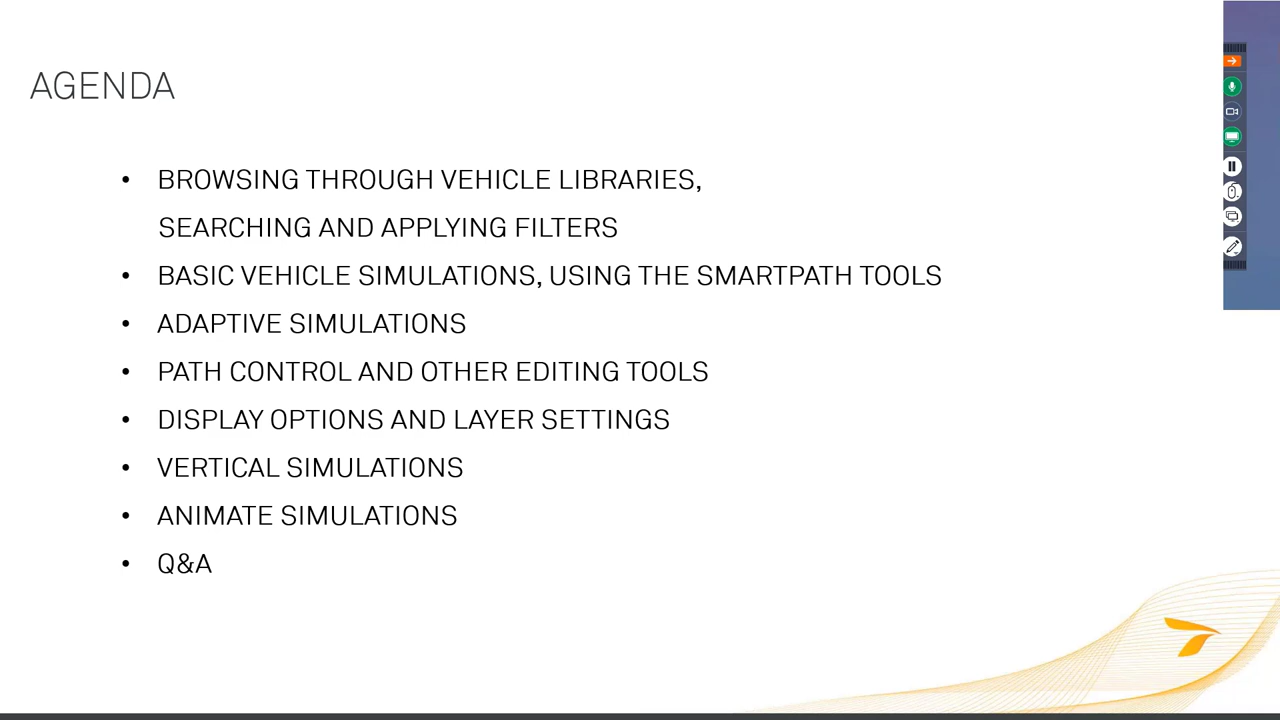 AGENDA
• BROWSING THROUGH VEHICLE LIBRARIES,
SEARCHING AND APPLYING FILTERS
• BASIC VEHICLE SIMULATIONS, USING THE SMARTPATH TOOLS
• ADAPTIVE SIMULATIONS
• PATH CONTROL AND OTHER EDITING TOOLS
• DISPLAY OPTIONS AND LAYER SETTINGS
• VERTICAL SIMULATIONS
• ANIMATE SIMULATIONS
• Q&A